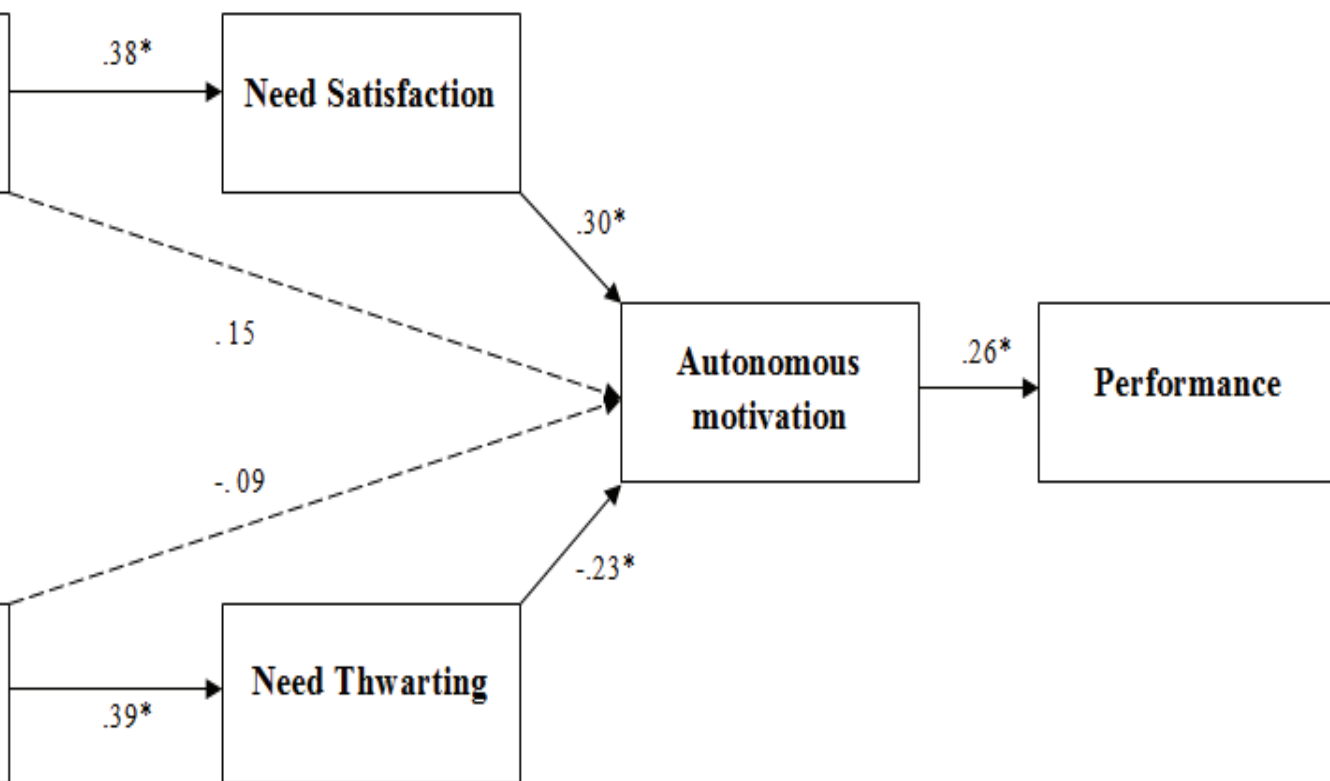 .38*
Need Satisfaction
.30*
.15
Autonomous
motivation
.26*
Performance
-.09
-.23*
Need Thwarting
.39*